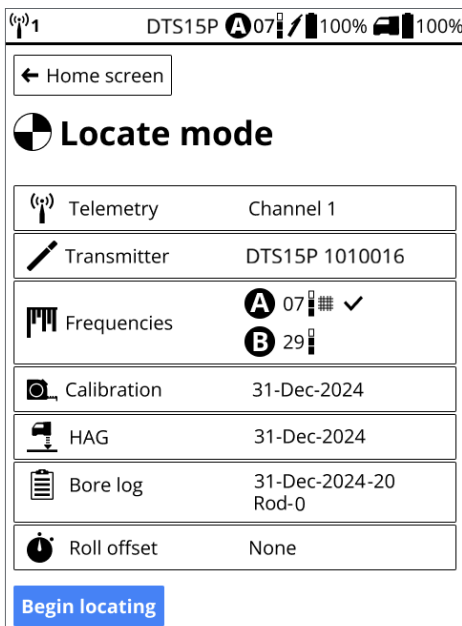 1 DTS15P A 07 100% 100%
← Home screen
Locate mode
Telemetry Channel 1
Transmitter DTS15P 1010016
Frequencies
A 07
B 29
Calibration 31-Dec-2024
HAG 31-Dec-2024
Bore log 31-Dec-2024-20
Rod-0
Roll offset None
Begin locating